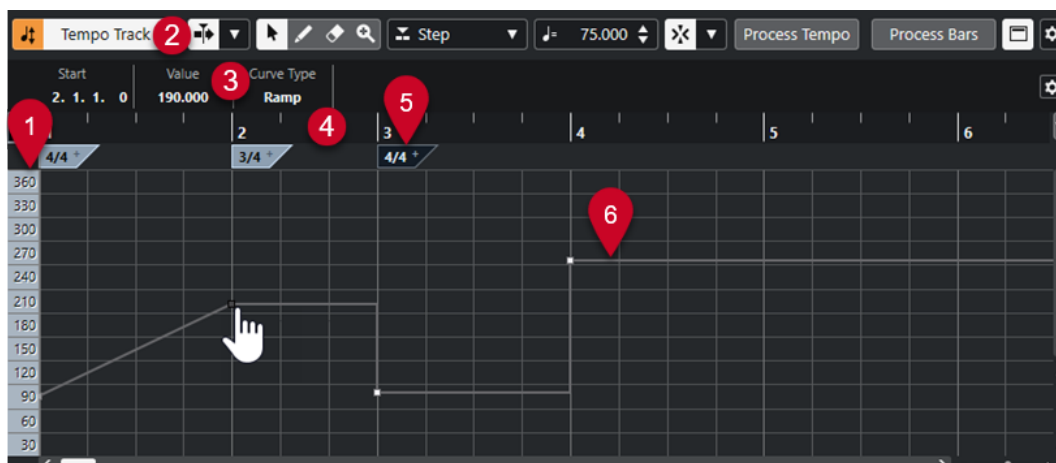 Tempo Track 2 Step 75.000 Process Tempo Process Bars
Start Value 3 Curve Type
2. 1. 1. 0 190.000 Ramp
1 4 5
2 3 4 5 6
4/4 + 3/4 + 4/4 +
360
330
300
270
240
210
180
150
120
90
60
30
6